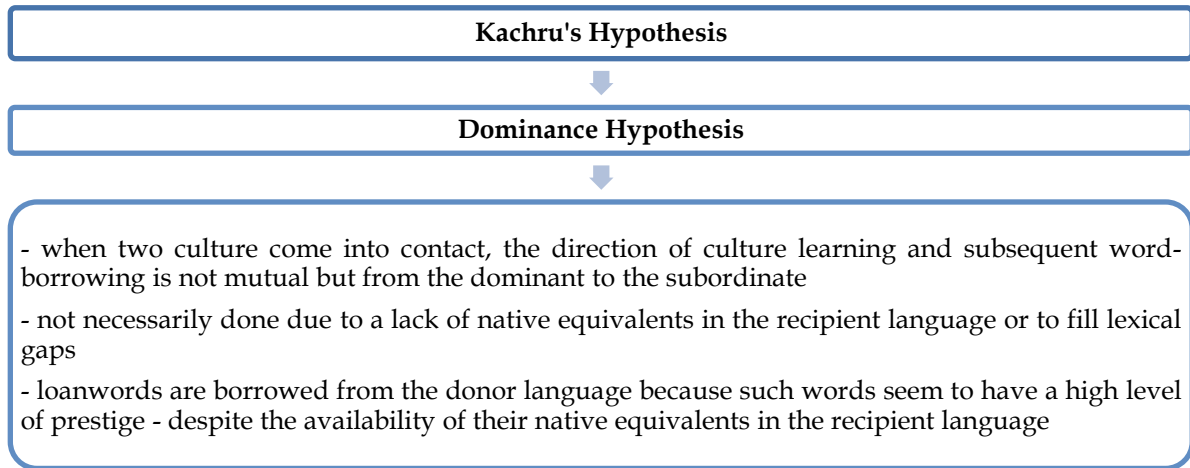 Kachru's Hypothesis
Dominance Hypothesis
- when two culture come into contact, the direction of culture learning and subsequent word-
borrowing is not mutual but from the dominant to the subordinate
- not necessarily done due to a lack of native equivalents in the recipient language or to fill lexical
gaps
- loanwords are borrowed from the donor language because such words seem to have a high level
of prestige - despite the availability of their native equivalents in the recipient language